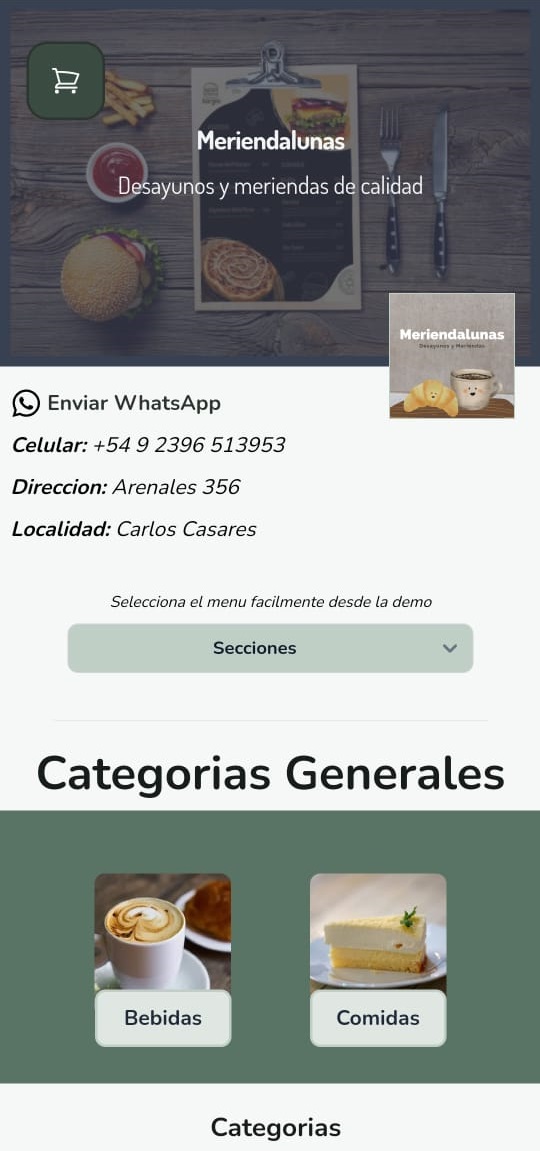 Meriendalunas
Desayunos y meriendas de calidad
Meriendalunas
Desayunos y Meriendas
Enviar WhatsApp
Celular: +54 9 2396 513953
Direccion: Arenales 356
Localidad: Carlos Casares
Selecciona el menu facilmente desde la demo
Secciones
Categorias Generales
Bebidas
Comidas
Categorias